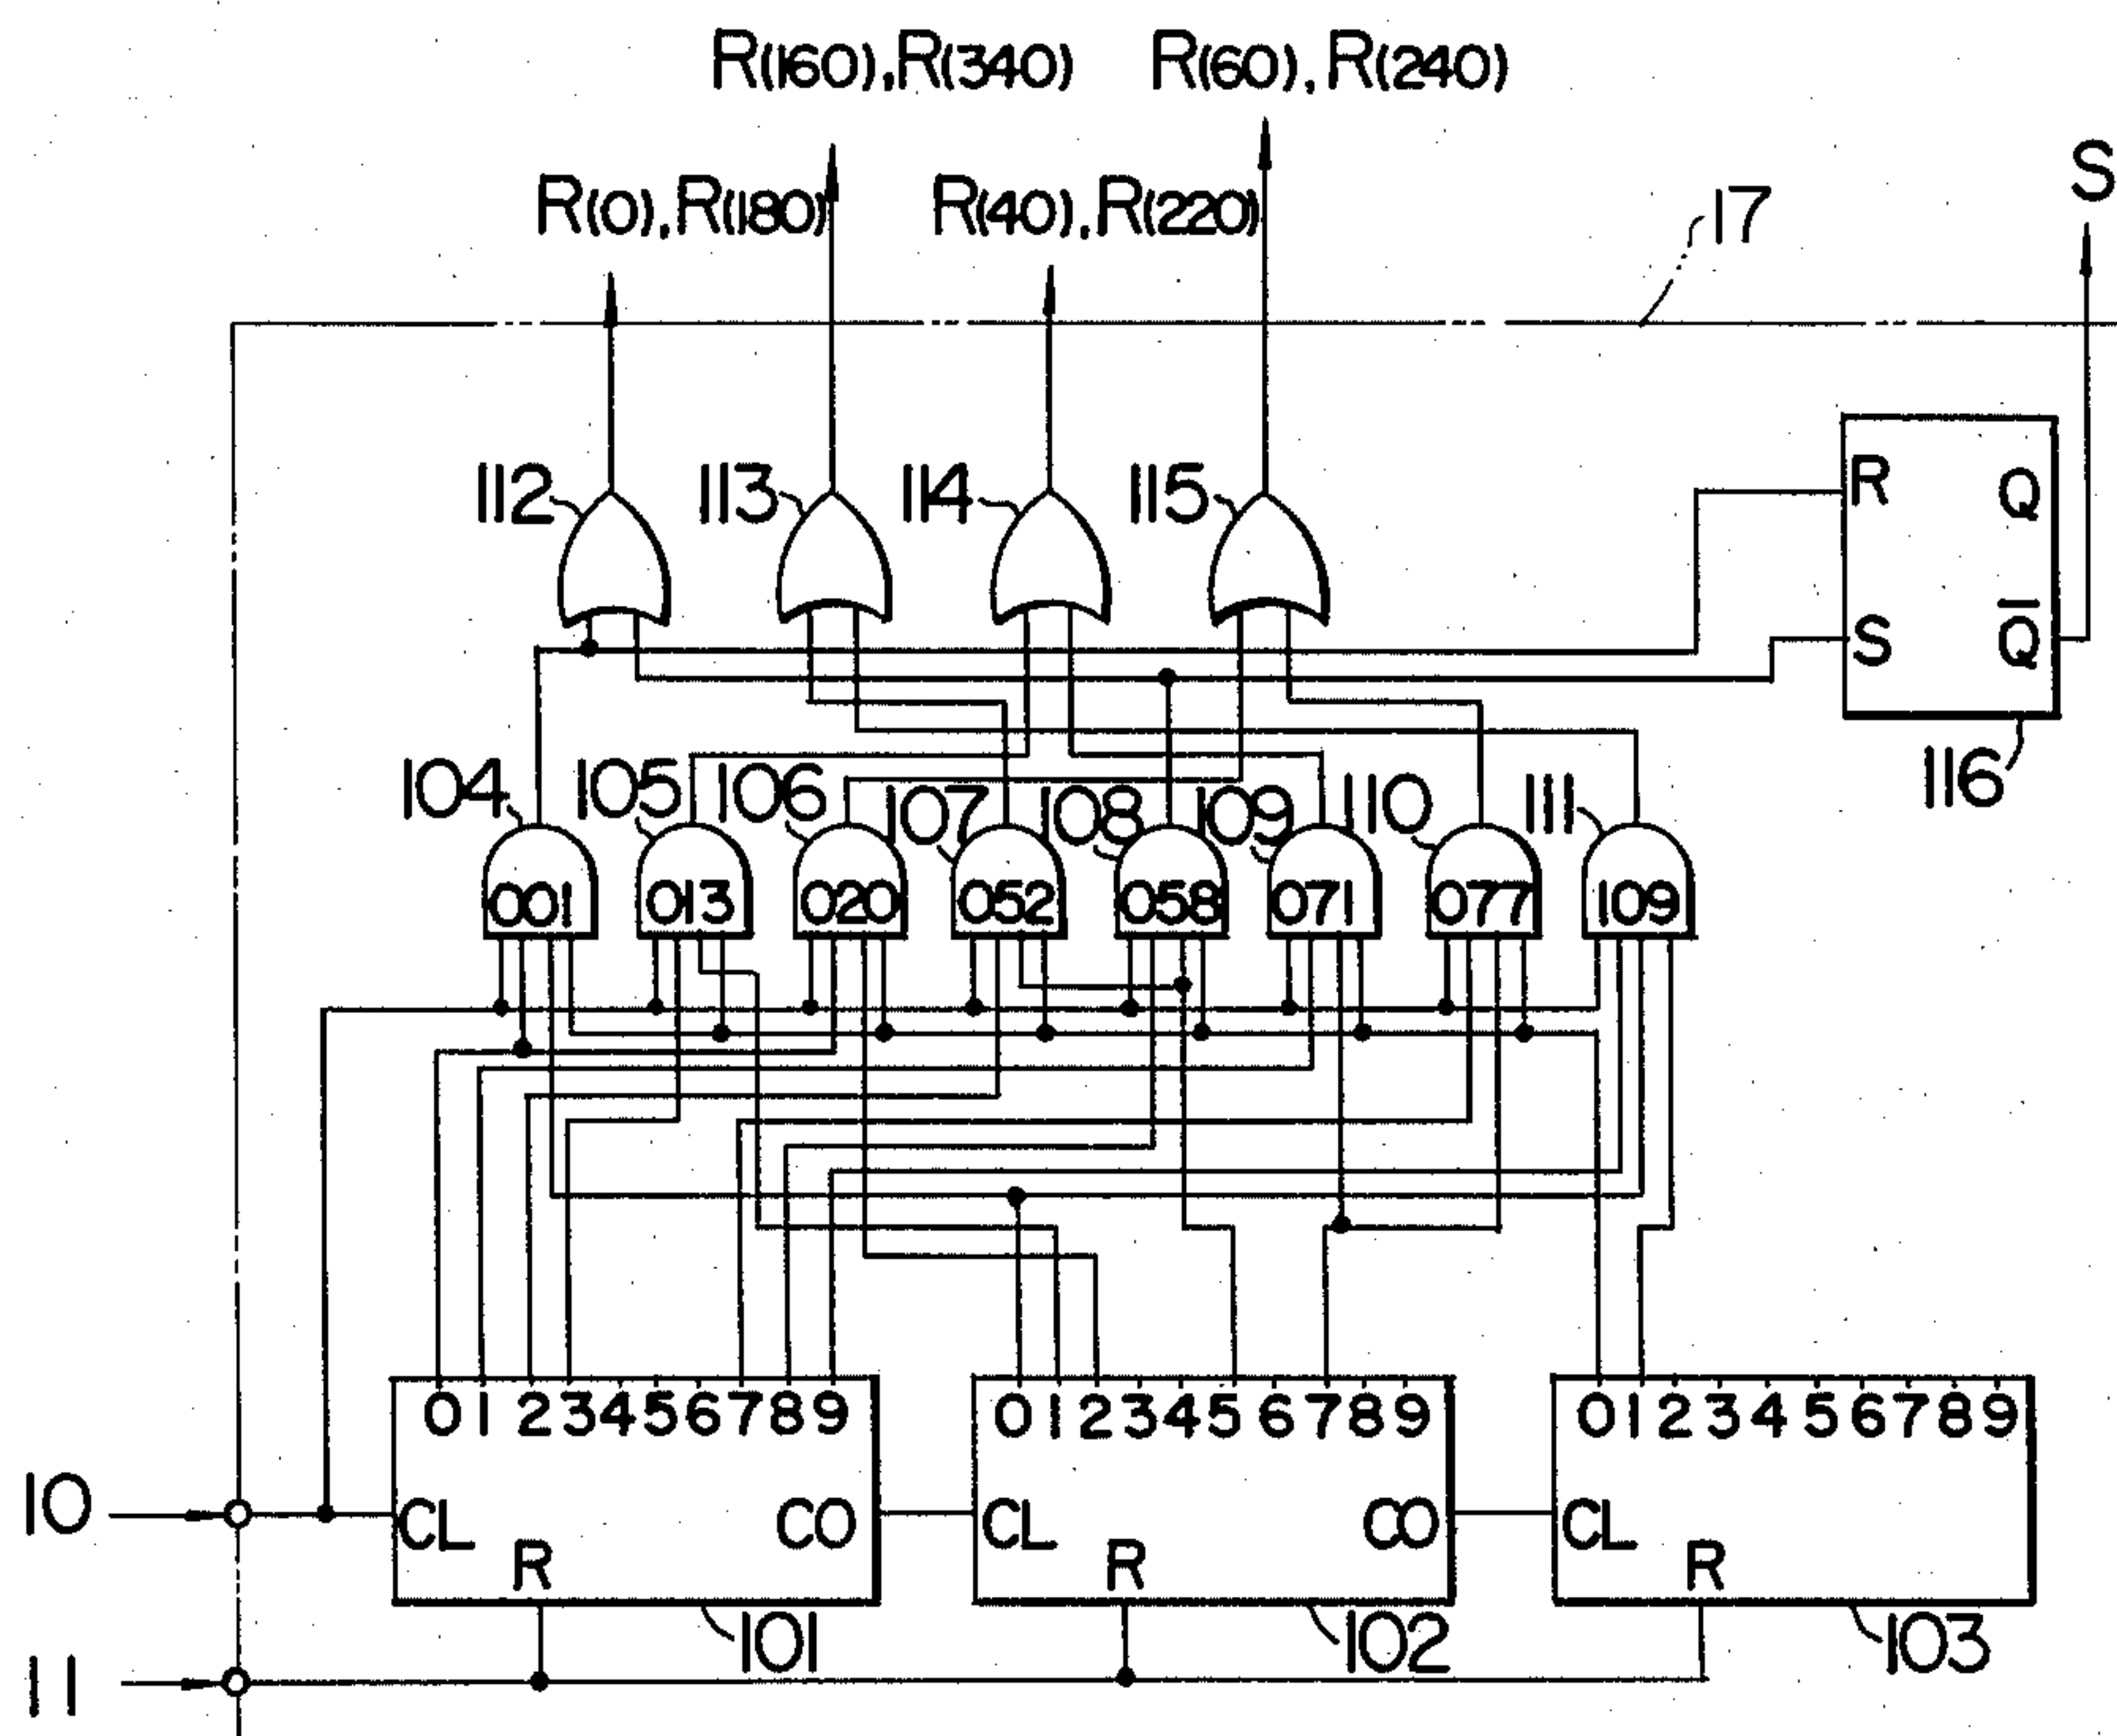 R(160),R(340) R(60),R(240)
R(0),R(180) R(40),R(220) 17 S
112 113 114 115 R Q
S Q̅
116
104 105 106 107 108 109 110 111
001 013 020 052 058 071 077 109
0 1 2 3 4 5 6 7 8 9 0 1 2 3 4 5 6 7 8 9 0 1 2 3 4 5 6 7 8 9
10 CL CO CL CO CL
R R R
11 101 102 103